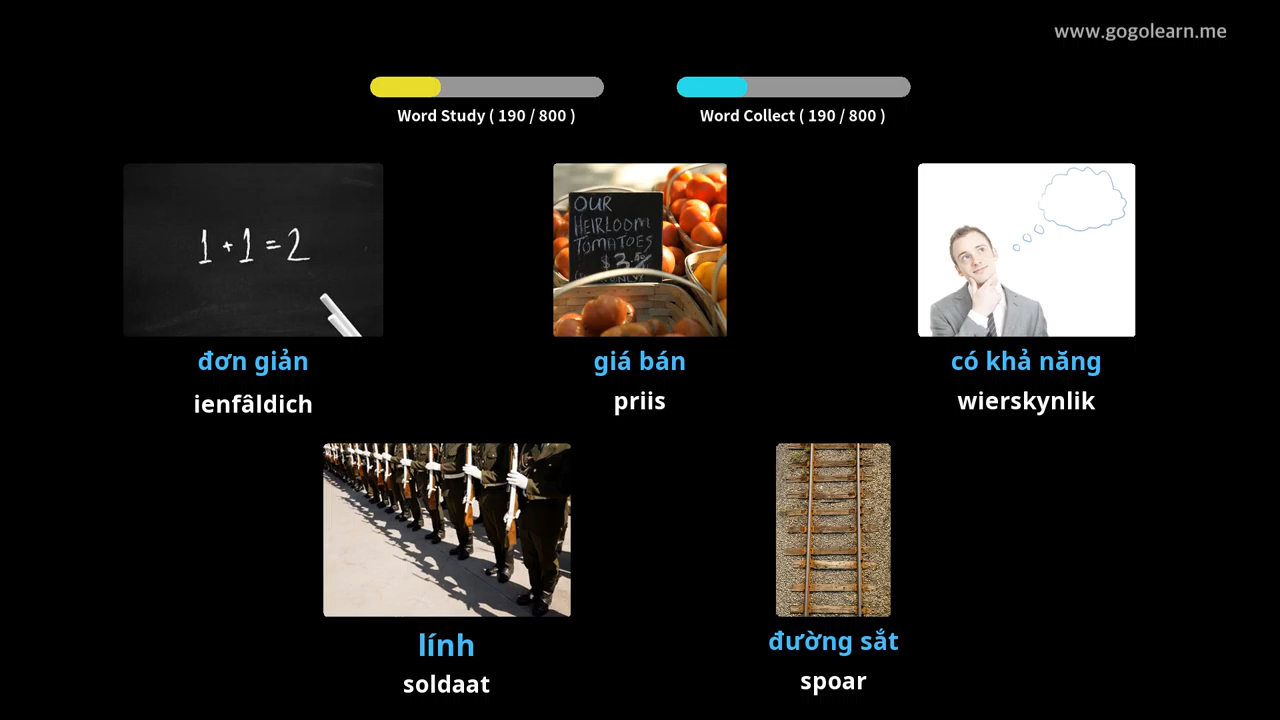 www.gogolearn.me
Word Study ( 190 / 800 )
Word Collect ( 190 / 800 )
1 + 1 = 2
OUR
HEIRLOOM
TOMATOES
đơn giản
giá bán
có khả năng
ienfâldich
priis
wierskynlik
lính
đường sắt
soldaat
spoar